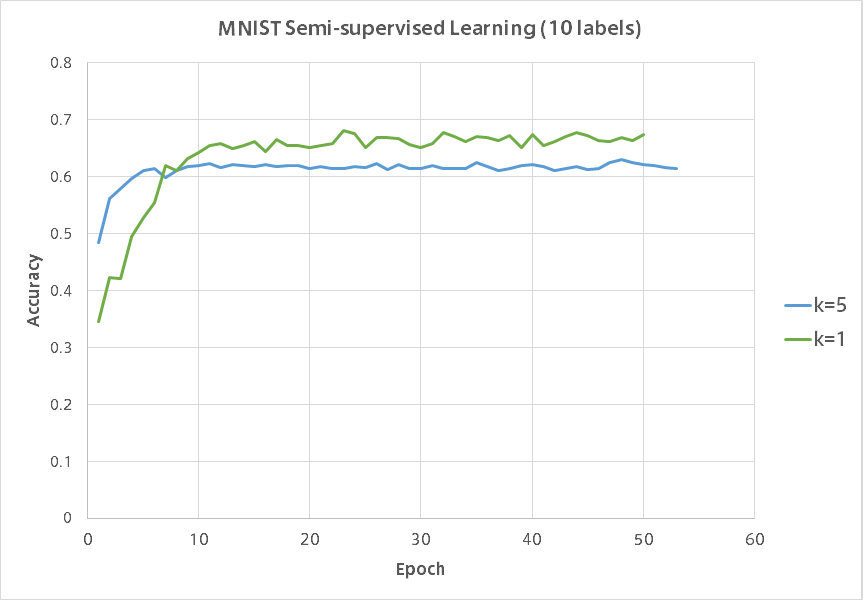 MNIST Semi-supervised Learning (10 labels)
0.8
0.7
0.6
0.5
0.4
0.3
0.2
0.1
0
Accuracy
0 10 20 30 40 50 60
Epoch
k=5
k=1